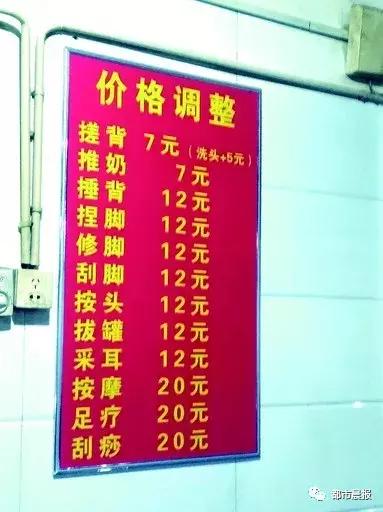 价格调整
搓背 7元（洗头+5元）
推奶 7元
捶背 12元
捏脚 12元
修脚 12元
刮脚 12元
按头 12元
拔罐 12元
采耳 12元
按摩 20元
足疗 20元
刮痧 20元
都市晨报